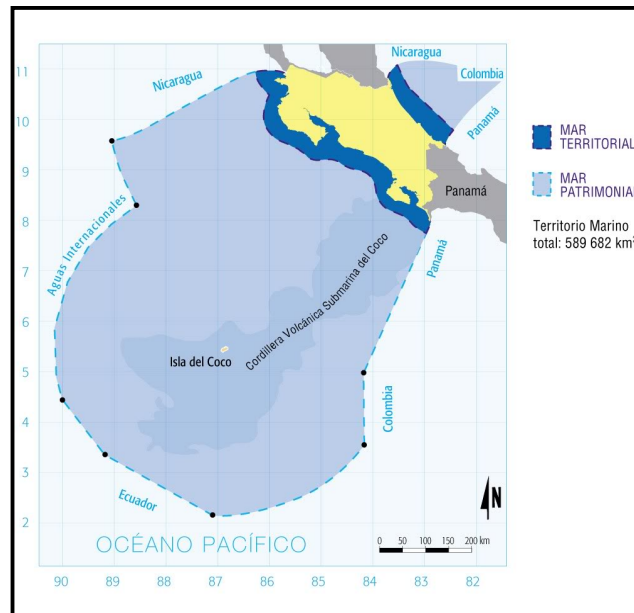 Nicaragua
Colombia
Panamá
Nicaragua
Panamá
Aguas Internacionales
Panamá
Cordillera Volcánica Submarina del Coco
Isla del Coco
Colombia
Ecuador
OCÉANO PACÍFICO
N
0 50 100 150 200 km
11
10
9
8
7
6
5
4
3
2
90 89 88 87 86 85 84 83 82
MAR
TERRITORIAL
MAR
PATRIMONIAL
Territorio Marino
total: 589 682 km²